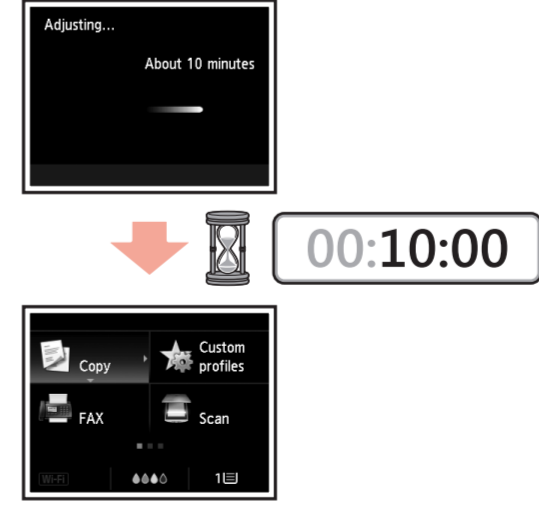 Adjusting...
About 10 minutes
00:10:00
Copy
Custom
profiles
FAX
Scan
Wi-Fi
1